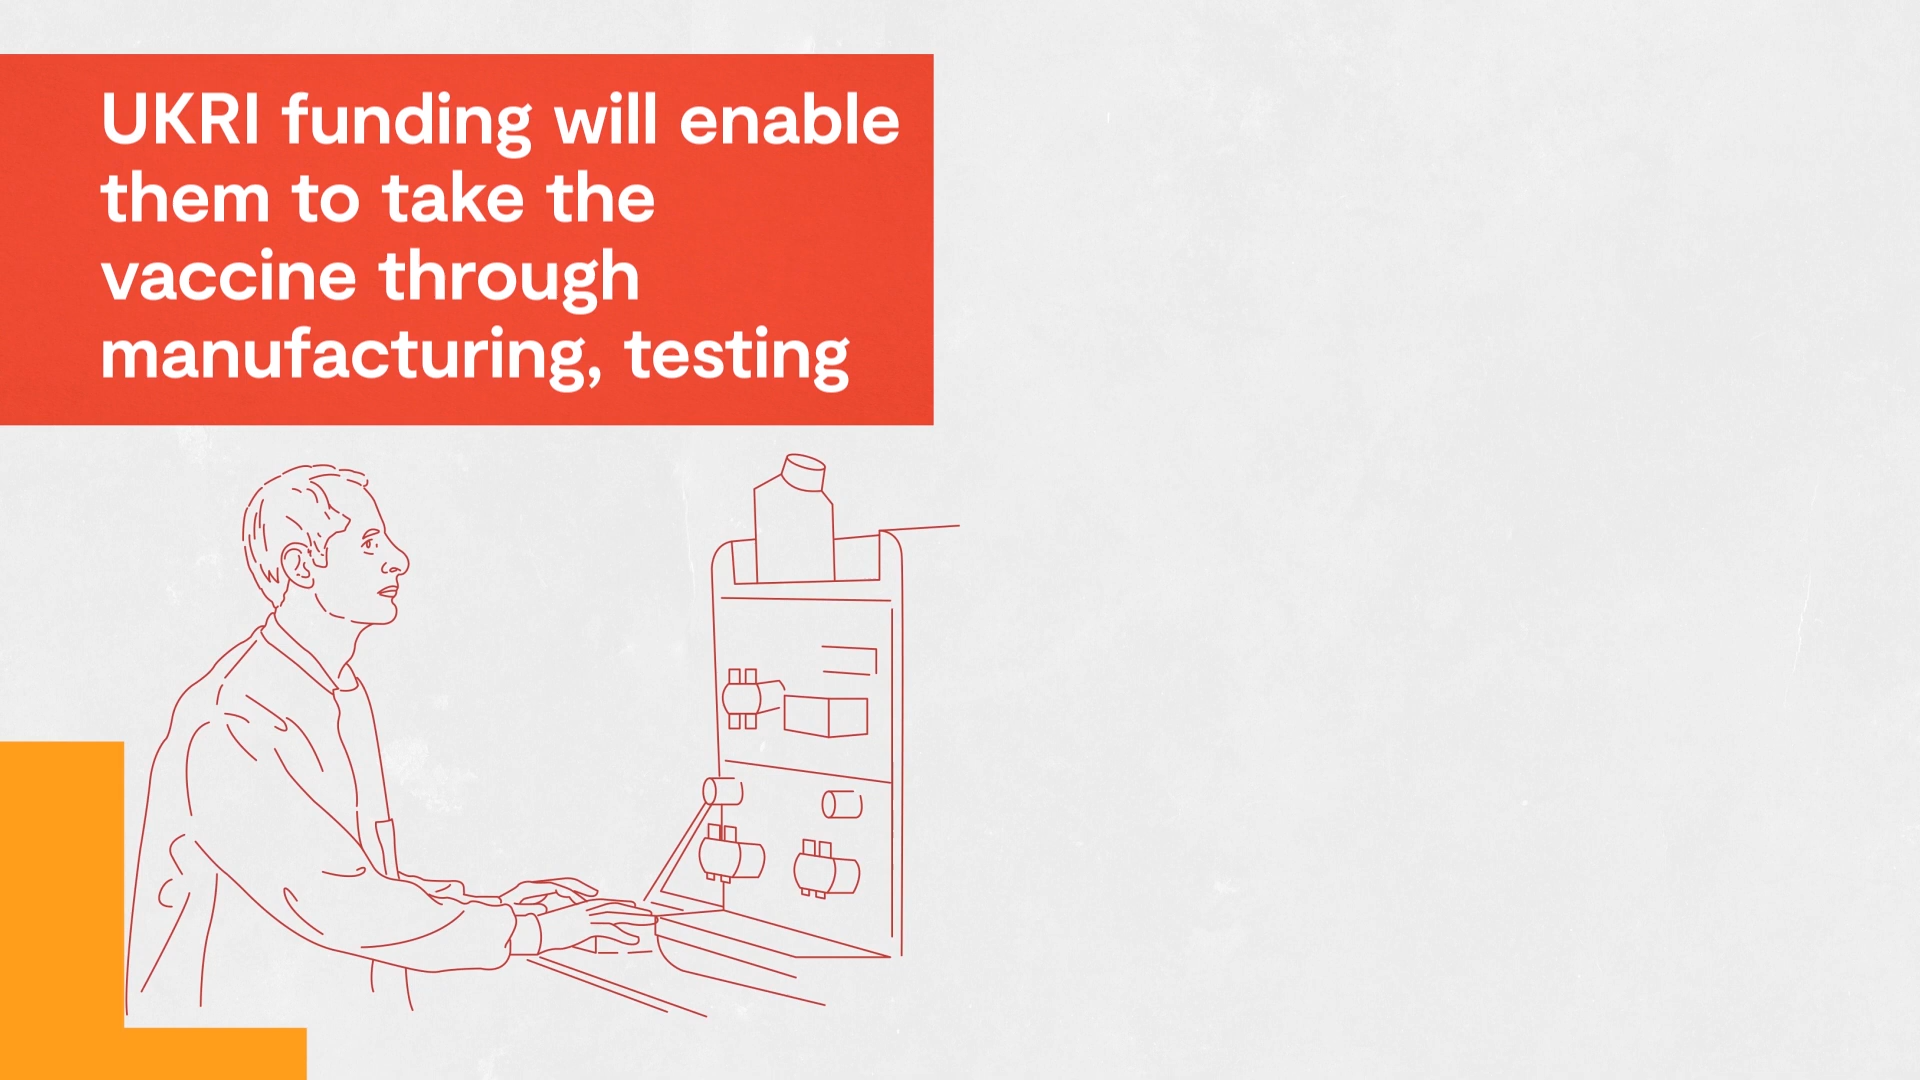 UKRI funding will enable
them to take the
vaccine through
manufacturing, testing